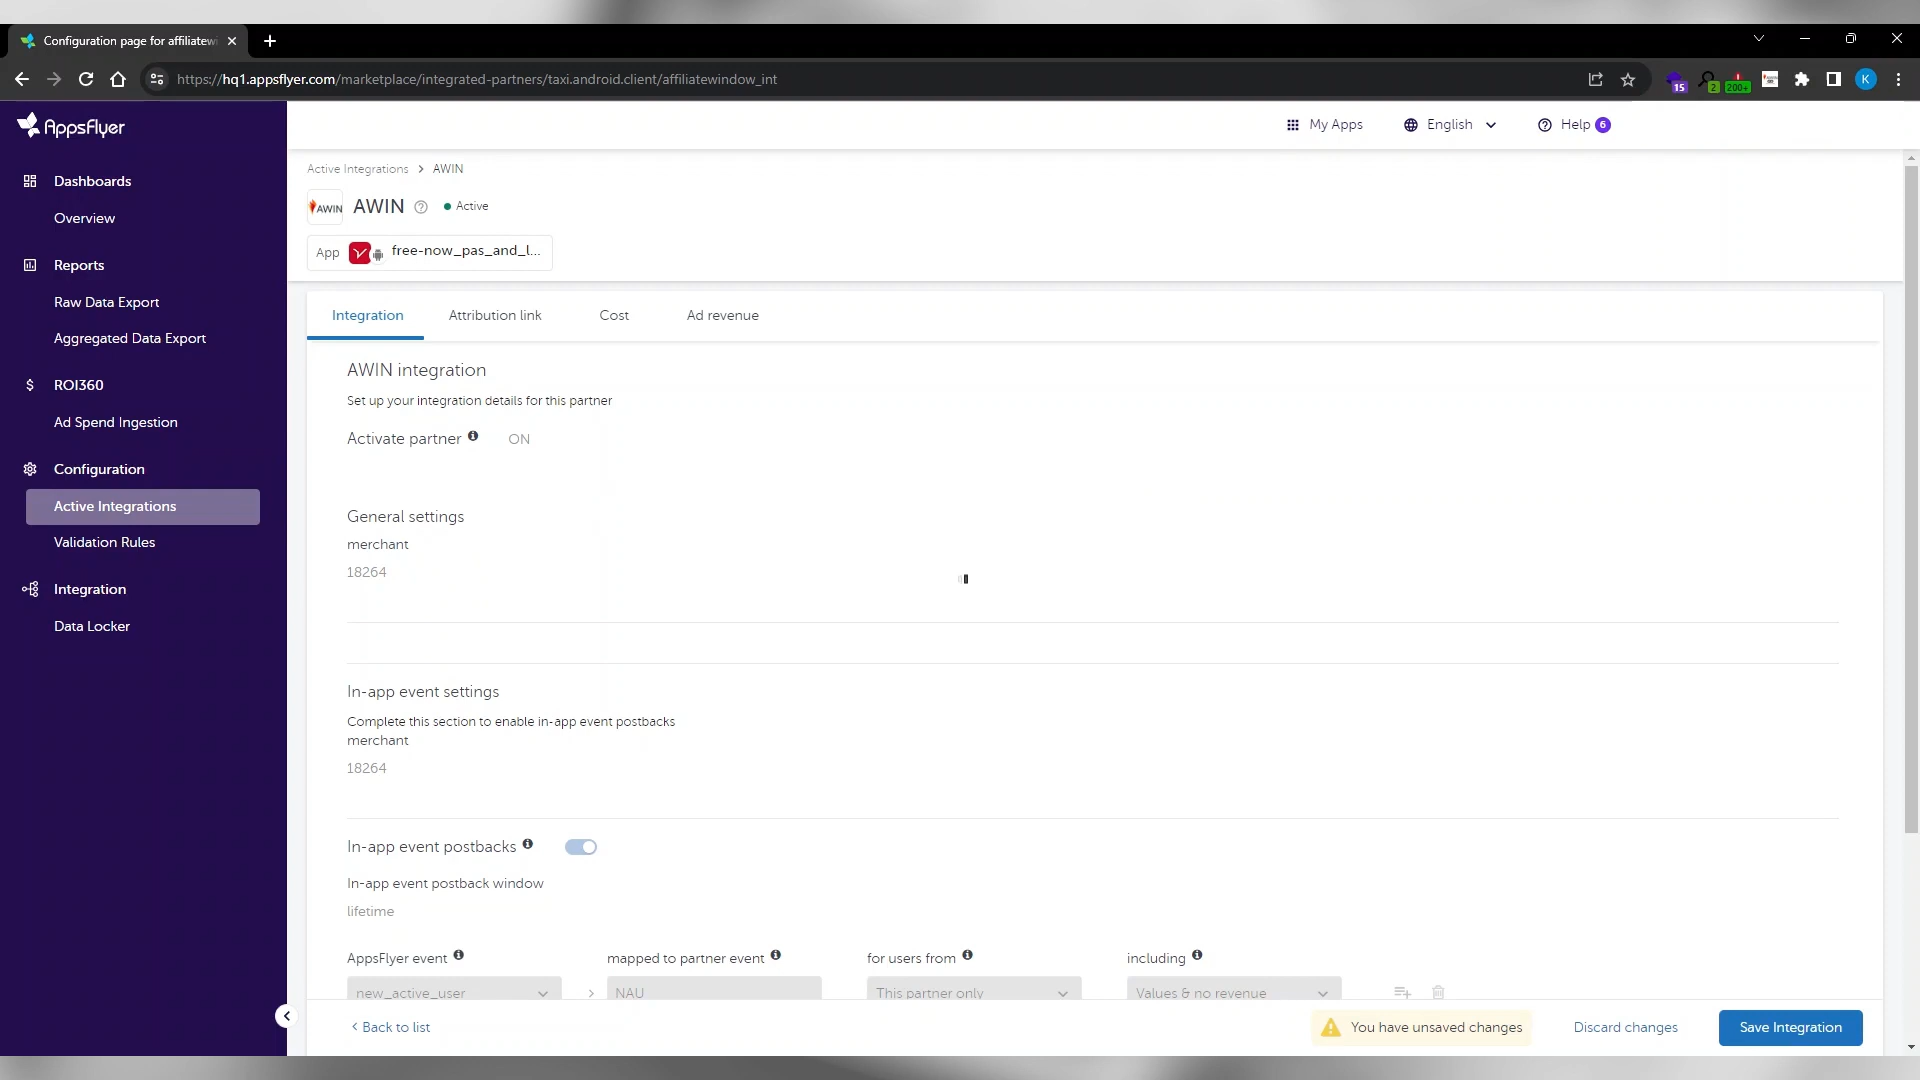 Configuration page for affiliatewi
https://hq1.appsflyer.com/marketplace/integrated-partners/taxi.android.client/affiliatewindow_int
15
2
200+
K
AppsFlyer
My Apps
English
Help 6
Dashboards
Overview
Reports
Raw Data Export
Aggregated Data Export
ROI360
Ad Spend Ingestion
Configuration
Active Integrations
Validation Rules
Integration
Data Locker
Active Integrations > AWIN
AWIN
AWIN
Active
App free-now_pas_and_l...
Integration
Attribution link
Cost
Ad revenue
AWIN integration
Set up your integration details for this partner
Activate partner ON
General settings
merchant
18264
In-app event settings
Complete this section to enable in-app event postbacks
merchant
18264
In-app event postbacks
In-app event postback window
lifetime
AppsFlyer event
mapped to partner event
for users from
including
new_active_user
NAU
This partner only
Values & no revenue
Back to list
You have unsaved changes
Discard changes
Save Integration